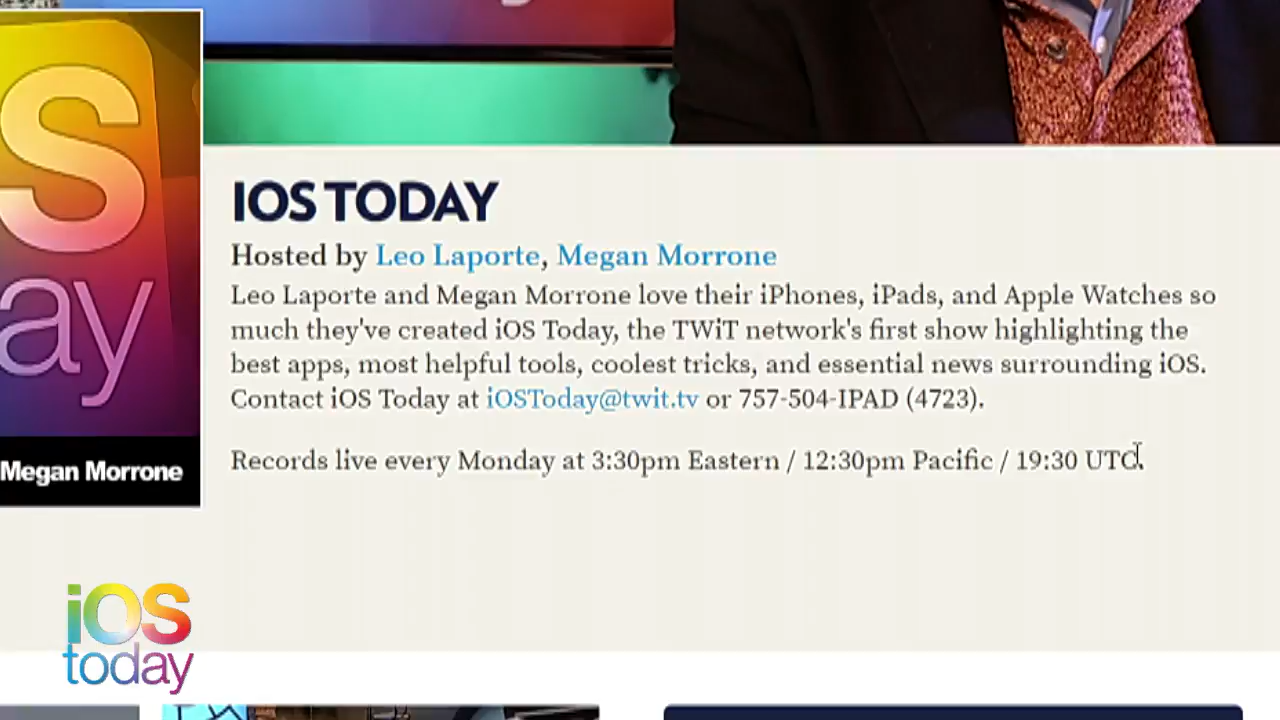 S
ay
Megan Morrone
IOS TODAY
Hosted by Leo Laporte, Megan Morrone
Leo Laporte and Megan Morrone love their iPhones, iPads, and Apple Watches so
much they've created iOS Today, the TWiT network's first show highlighting the
best apps, most helpful tools, coolest tricks, and essential news surrounding iOS.
Contact iOS Today at iOSToday@twit.tv or 757-504-IPAD (4723).
Records live every Monday at 3:30pm Eastern / 12:30pm Pacific / 19:30 UTC.
iOS
today